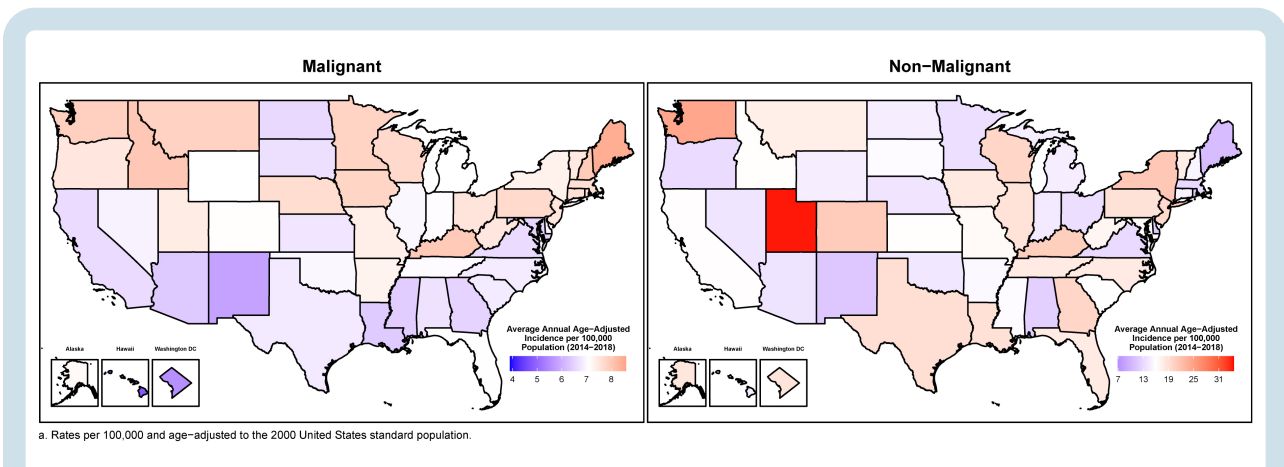 Malignant
Average Annual Age−Adjusted
Incidence per 100,000
Population (2014−2018)
4 5 6 7 8
Alaska
Hawaii
Washington DC
Non−Malignant
Average Annual Age−Adjusted
Incidence per 100,000
Population (2014−2018)
7 13 19 25 31
Alaska
Hawaii
Washington DC
a. Rates per 100,000 and age−adjusted to the 2000 United States standard population.